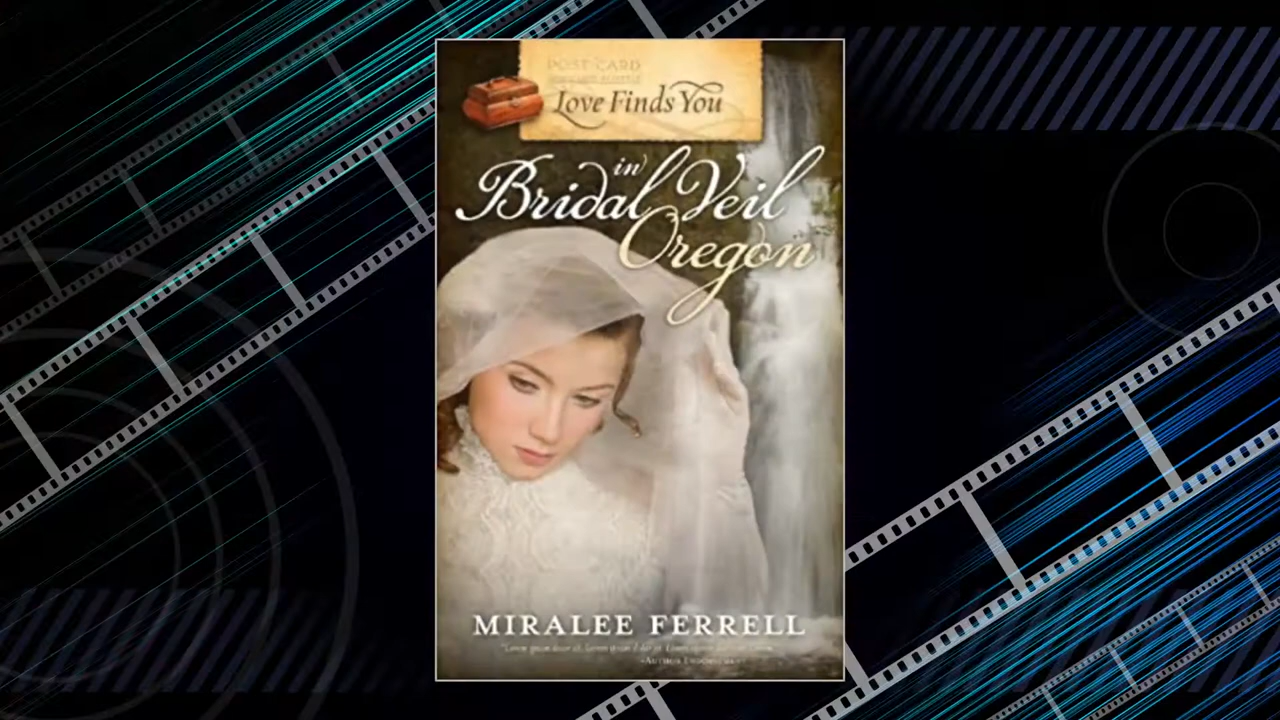 POST CARD
Love Finds You
in
Bridal Veil
Oregon
MIRALEE FERRELL